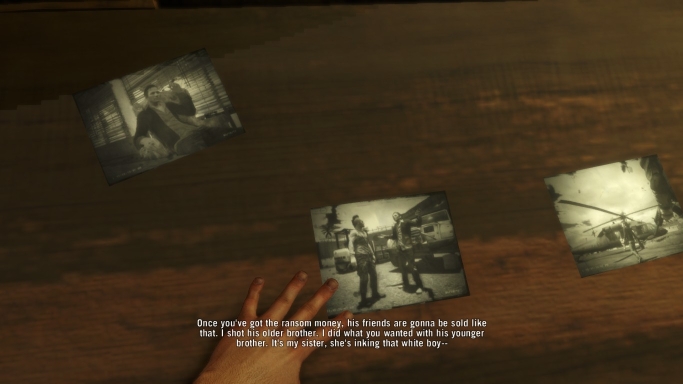 Once you've got the ransom money, his friends are gonna be sold like
that. I shot his older brother. I did what you wanted with his younger
brother. It's my sister, she's inking that white boy--